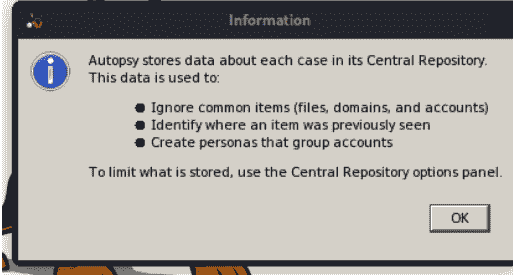 Information
Autopsy stores data about each case in its Central Repository.
This data is used to:
● Ignore common items (files, domains, and accounts)
● Identify where an item was previously seen
● Create personas that group accounts
To limit what is stored, use the Central Repository options panel.
OK